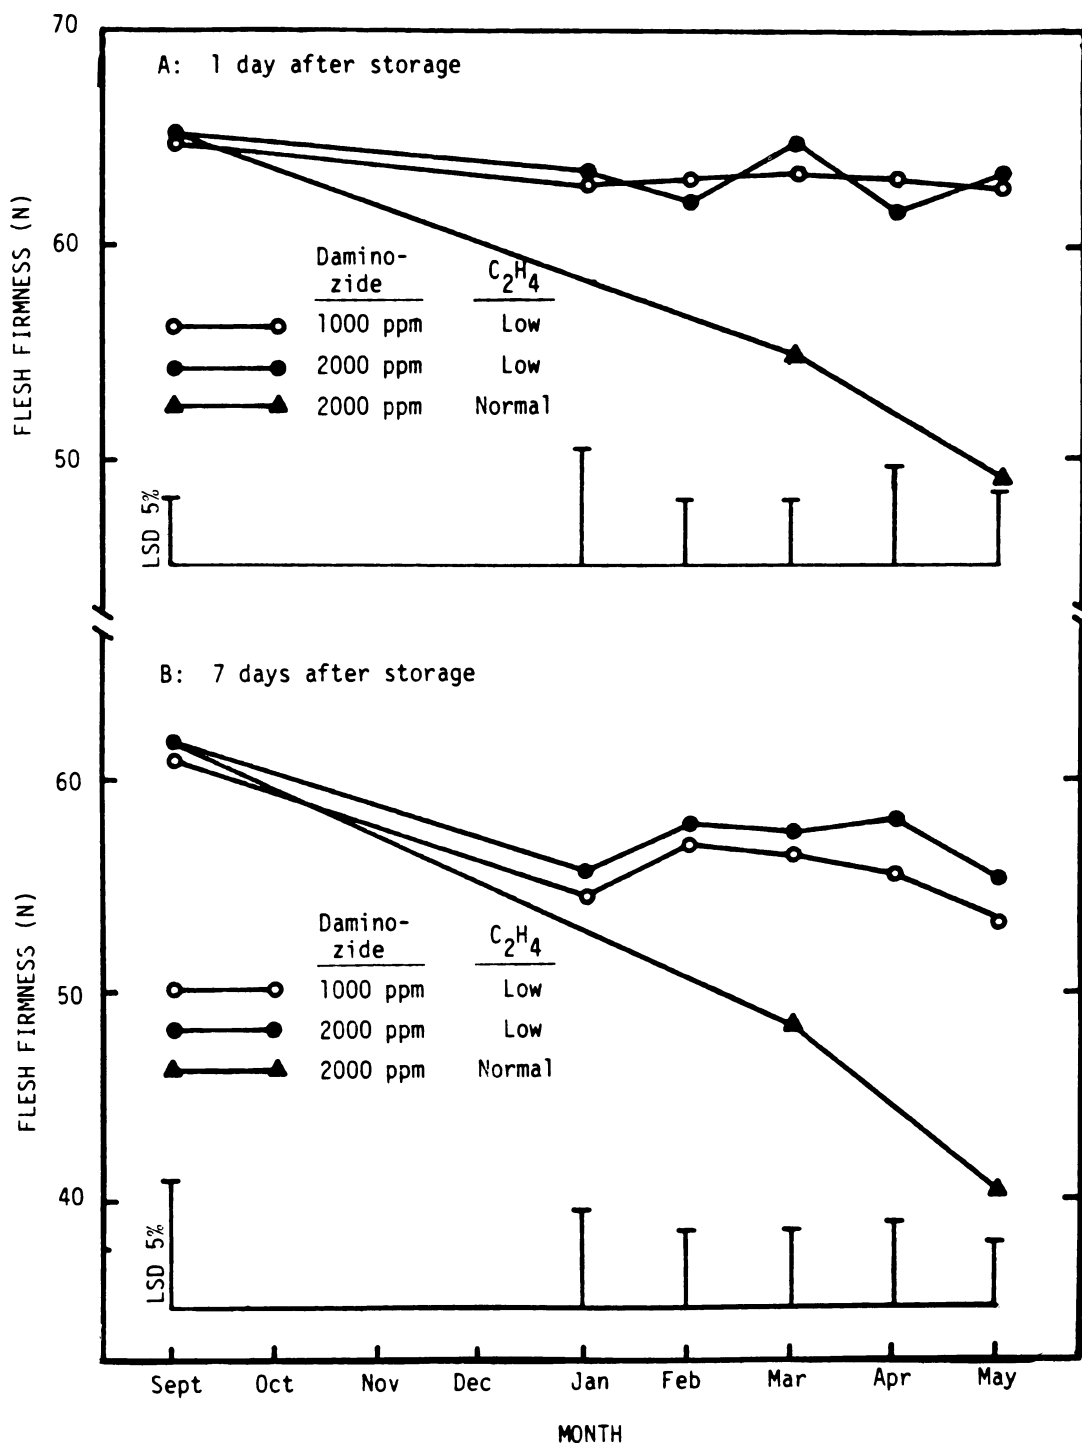 70
A: 1 day after storage
60
Damino-
zide
C2H4
1000 ppm Low
2000 ppm Low
2000 ppm Normal
50
LSD 5%
FLESH FIRMNESS (N)
B: 7 days after storage
60
Damino-
zide
C2H4
50
1000 ppm Low
2000 ppm Low
2000 ppm Normal
40
LSD 5%
FLESH FIRMNESS (N)
Sept Oct Nov Dec Jan Feb Mar Apr May
MONTH